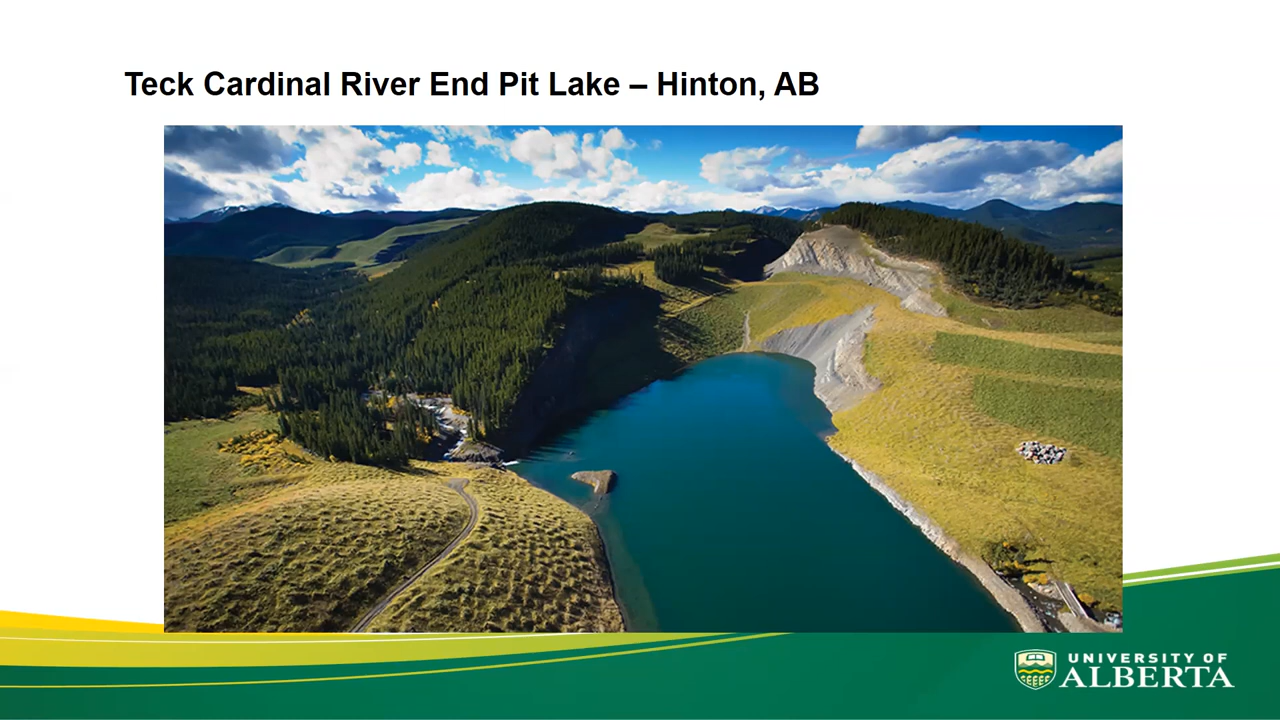 Teck Cardinal River End Pit Lake – Hinton, AB
UNIVERSITY OF
ALBERTA